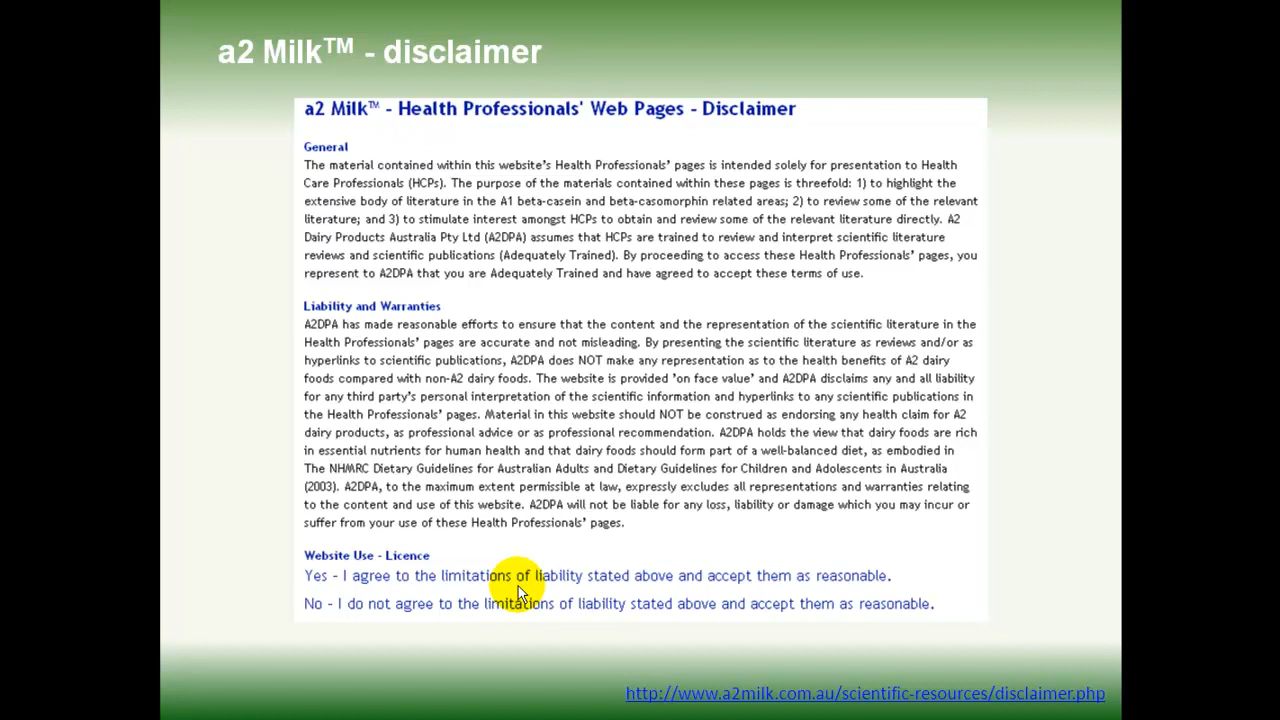 a2 Milk™ - disclaimer
a2 Milk™ - Health Professionals' Web Pages - Disclaimer
General
The material contained within this website's Health Professionals' pages is intended solely for presentation to Health
Care Professionals (HCPs). The purpose of the materials contained within these pages is threefold: 1) to highlight the
extensive body of literature in the A1 beta-casein and beta-casomorphin related areas; 2) to review some of the relevant
literature; and 3) to stimulate interest amongst HCPs to obtain and review some of the relevant literature directly. A2
Dairy Products Australia Pty Ltd (A2DPA) assumes that HCPs are trained to review and interpret scientific literature
reviews and scientific publications (Adequately Trained). By proceeding to access these Health Professionals' pages, you
represent to A2DPA that you are Adequately Trained and have agreed to accept these terms of use.
Liability and Warranties
A2DPA has made reasonable efforts to ensure that the content and the representation of the scientific literature in the
Health Professionals' pages are accurate and not misleading. By presenting the scientific literature as reviews and/or as
hyperlinks to scientific publications, A2DPA does NOT make any representation as to the health benefits of A2 dairy
foods compared with non-A2 dairy foods. The website is provided 'on face value' and A2DPA disclaims any and all liability
for any third party's personal interpretation of the scientific information and hyperlinks to any scientific publications in
the Health Professionals' pages. Material in this website should NOT be construed as endorsing any health claim for A2
dairy products, as professional advice or as professional recommendation. A2DPA holds the view that dairy foods are rich
in essential nutrients for human health and that dairy foods should form part of a well-balanced diet, as embodied in
The NHMRC Dietary Guidelines for Australian Adults and Dietary Guidelines for Children and Adolescents in Australia
(2003). A2DPA, to the maximum extent permissible at law, expressly excludes all representations and warranties relating
to the content and use of this website. A2DPA will not be liable for any loss, liability or damage which you may incur or
suffer from your use of these Health Professionals' pages.
Website Use - Licence
Yes - I agree to the limitations of liability stated above and accept them as reasonable.
No - I do not agree to the limitations of liability stated above and accept them as reasonable.
http://www.a2milk.com.au/scientific-resources/disclaimer.php